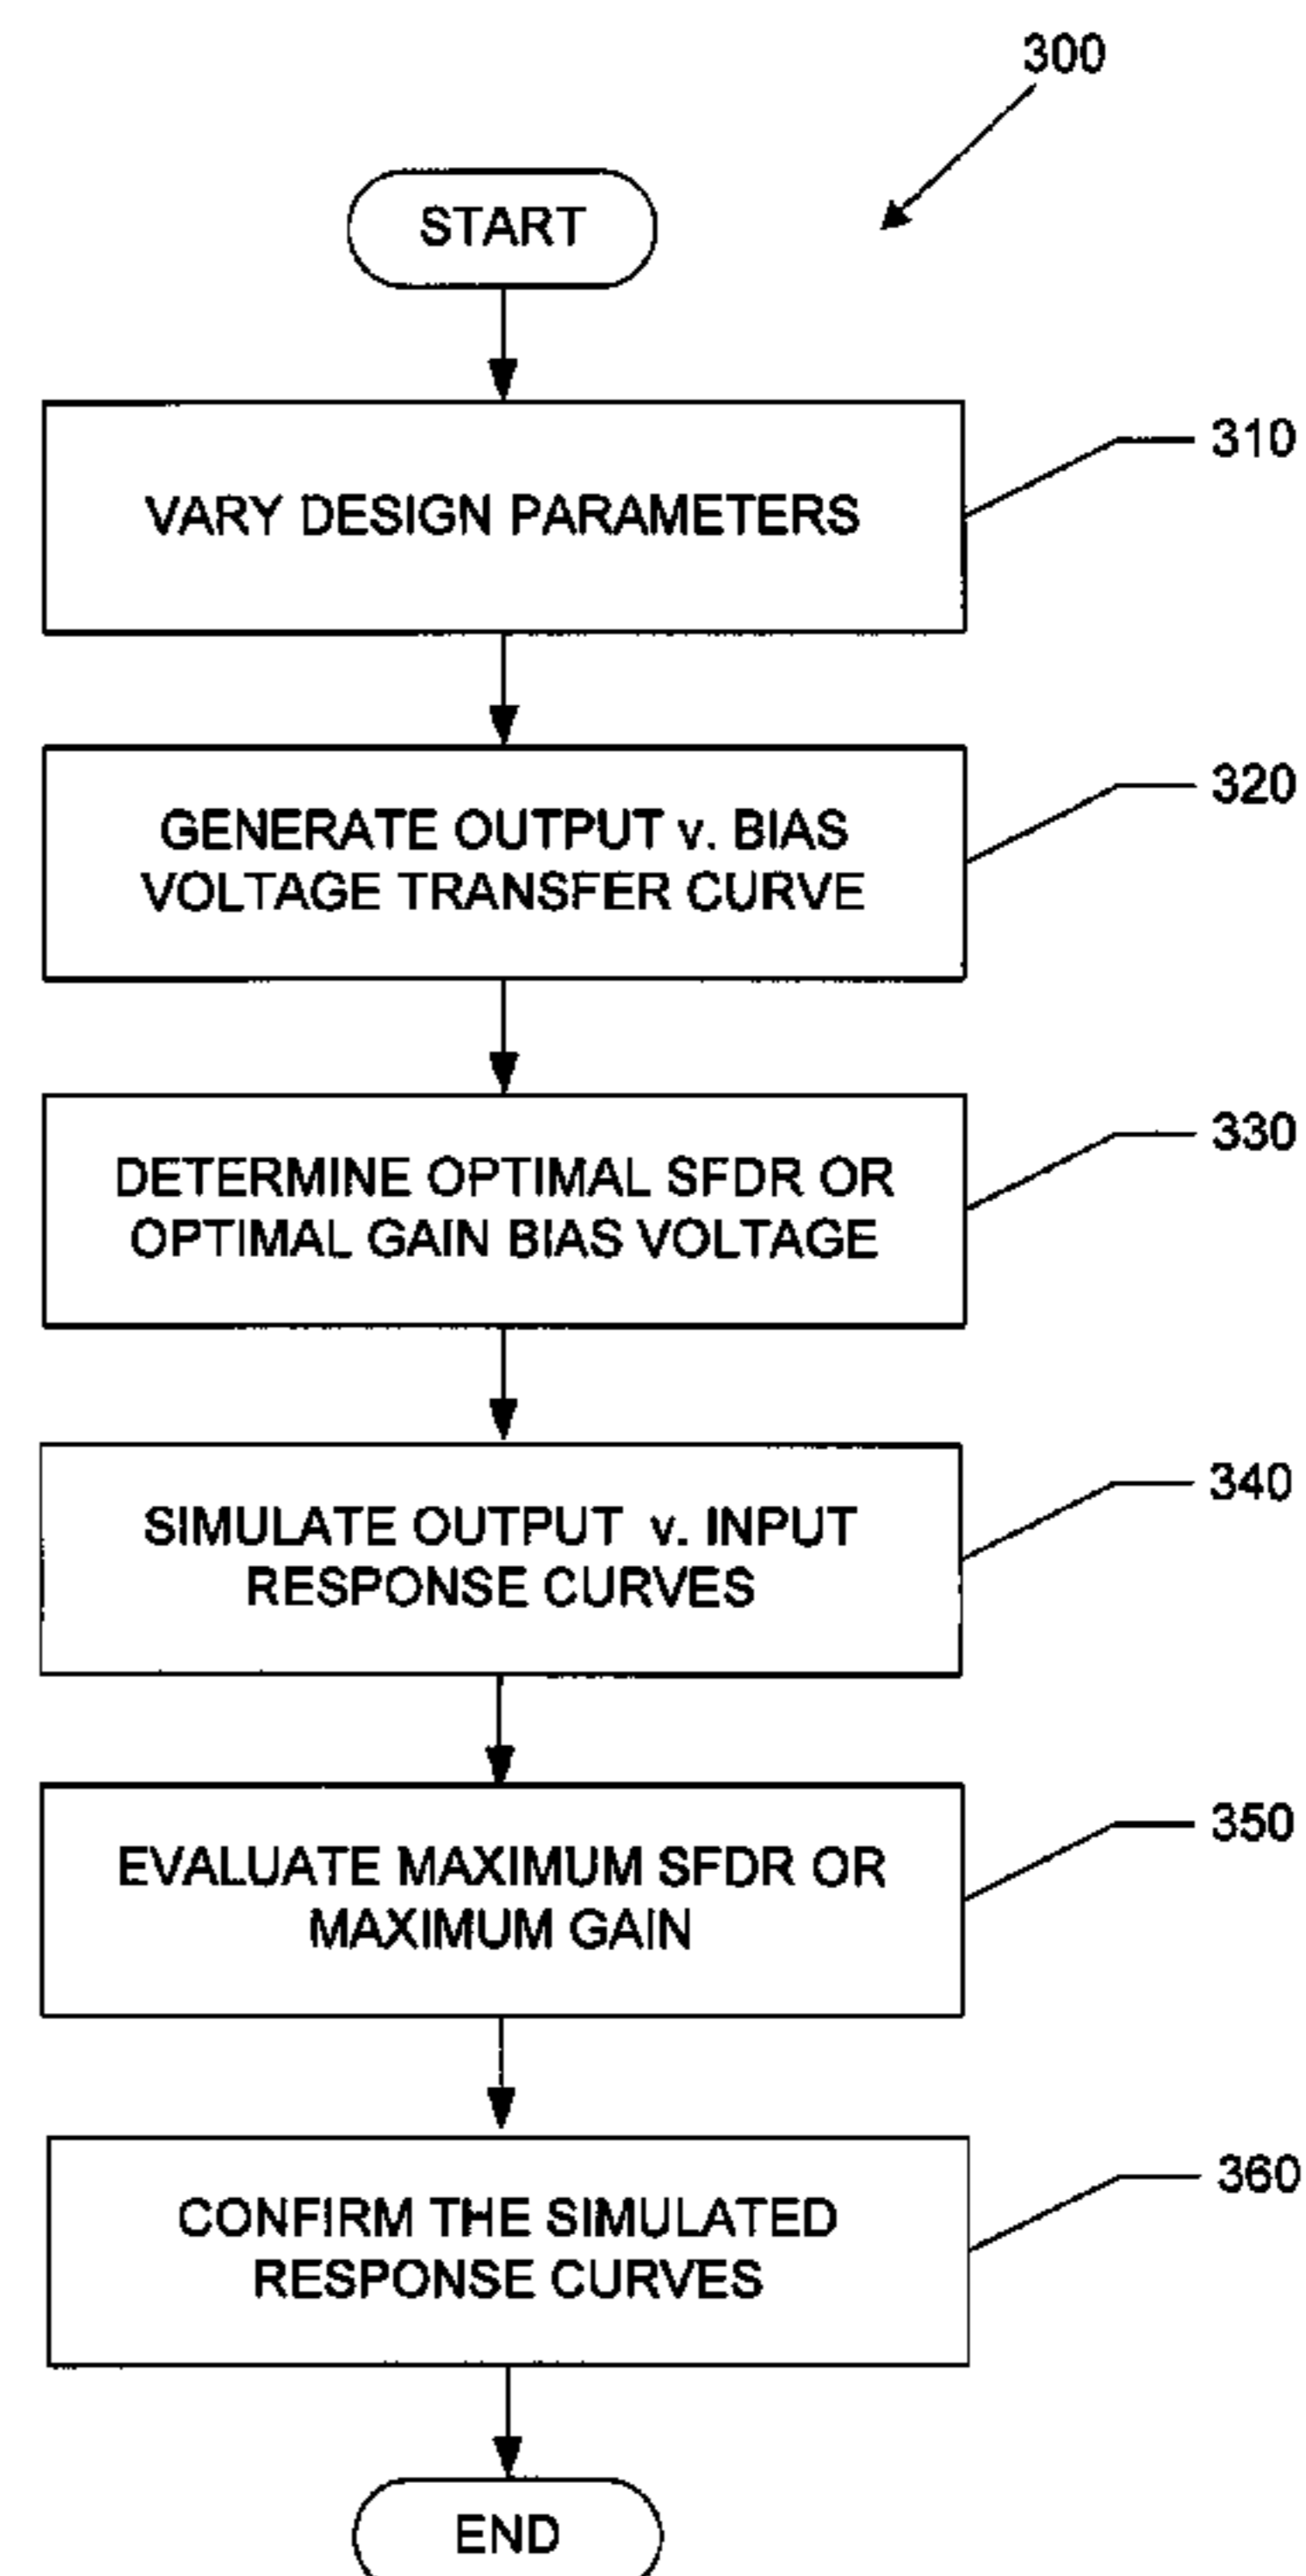 300
START
VARY DESIGN PARAMETERS
310
GENERATE OUTPUT v. BIAS
VOLTAGE TRANSFER CURVE
320
DETERMINE OPTIMAL SFDR OR
OPTIMAL GAIN BIAS VOLTAGE
330
SIMULATE OUTPUT v. INPUT
RESPONSE CURVES
340
EVALUATE MAXIMUM SFDR OR
MAXIMUM GAIN
350
CONFIRM THE SIMULATED
RESPONSE CURVES
360
END